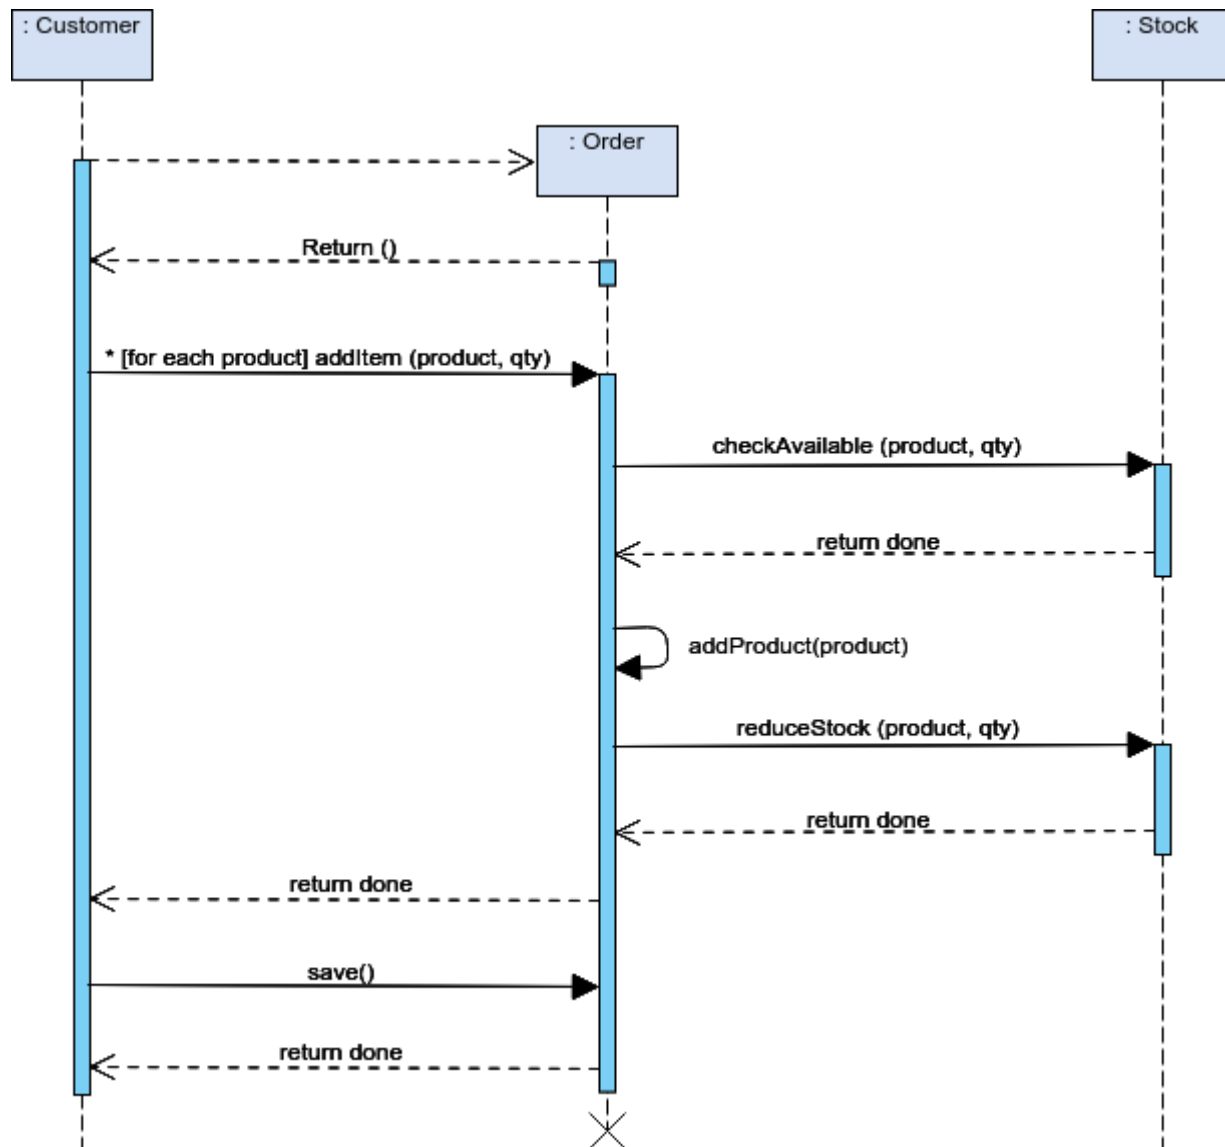 : Customer
: Stock
: Order
Return ()
* [for each product] addItem (product, qty)
checkAvailable (product, qty)
return done
addProduct(product)
reduceStock (product, qty)
return done
return done
save()
return done